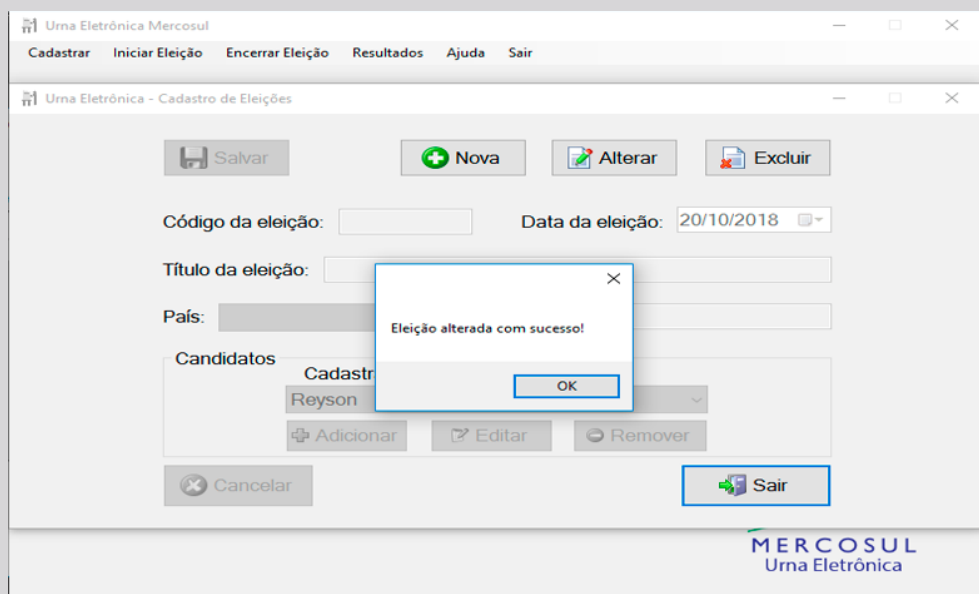 Urna Eletrônica Mercosul
Cadastrar Iniciar Eleição Encerrar Eleição Resultados Ajuda Sair
Urna Eletrônica - Cadastro de Eleições
Salvar Nova Alterar Excluir
Código da eleição: Data da eleição: 20/10/2018
Título da eleição:
País:
Eleição alterada com sucesso!
OK
Candidatos
Cadastr
Reyson
Adicionar Editar Remover
Cancelar Sair
MERCOSUL
Urna Eletrônica